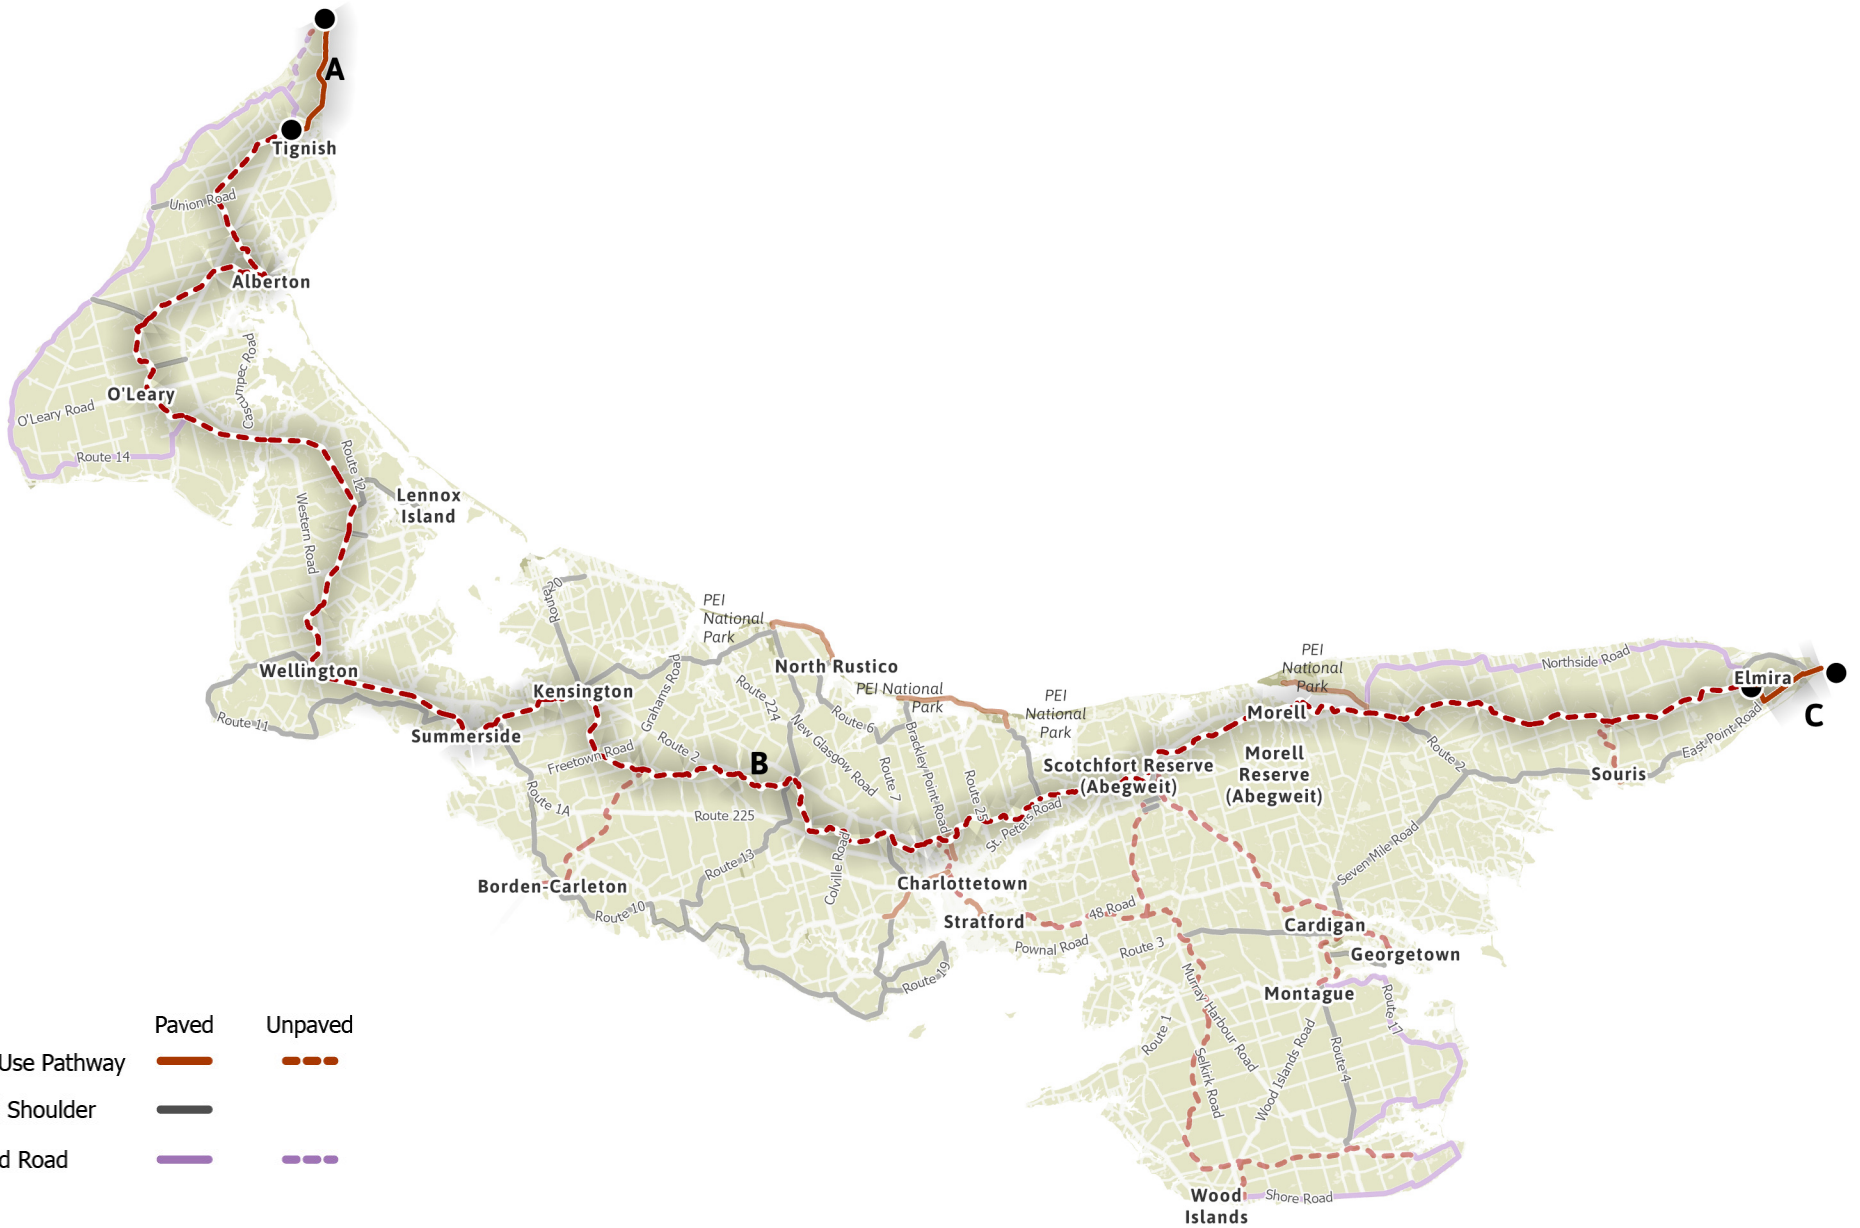 A
Tignish
Union Road
Alberton
Cascumpec Road
O'Leary
O'Leary Road
Route 14
Route 12
Lennox
Island
Western Road
Wellington
Route 11
Summerside
Kensington
Route 20
PEI
National
Park
North Rustico
Grahams Road
Route 224
PEI National
Park
PEI
National
Park
Route 6
New Glasgow Road
Brackley Point Road
Route 7
Route 25
Freetown Road
Route 2
B
Route 1A
Route 225
Route 13
Colville Road
St. Peters Road
Scotchfort Reserve
(Abegweit)
Borden-Carleton
Route 10
Charlottetown
Stratford
Route 19
PEI
National
Park
Northside Road
Elmira
C
Morell
Morell
Reserve
(Abegweit)
Route 2
East Point Road
Souris
Seven Mile Road
48 Road
Pownal Road
Route 3
Cardigan
Georgetown
Montague
Route 17
Murray Harbour Road
Route 1
Selkirk Road
Wood Islands Road
Route 4
Wood
Islands
Shore Road
Paved Unpaved
Use Pathway
Shoulder
d Road